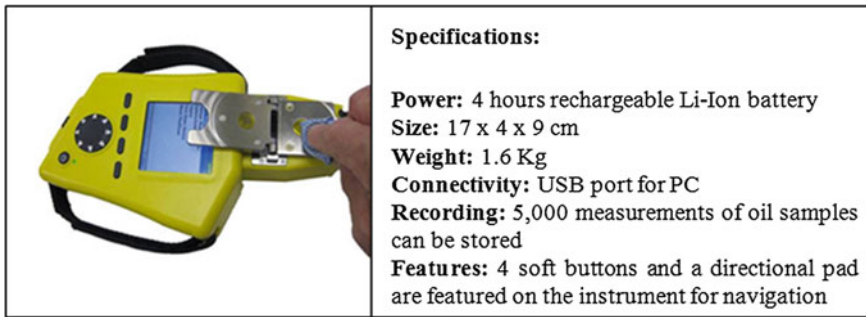 Specifications:
Power: 4 hours rechargeable Li-Ion battery
Size: 17 x 4 x 9 cm
Weight: 1.6 Kg
Connectivity: USB port for PC
Recording: 5,000 measurements of oil samples
can be stored
Features: 4 soft buttons and a directional pad
are featured on the instrument for navigation